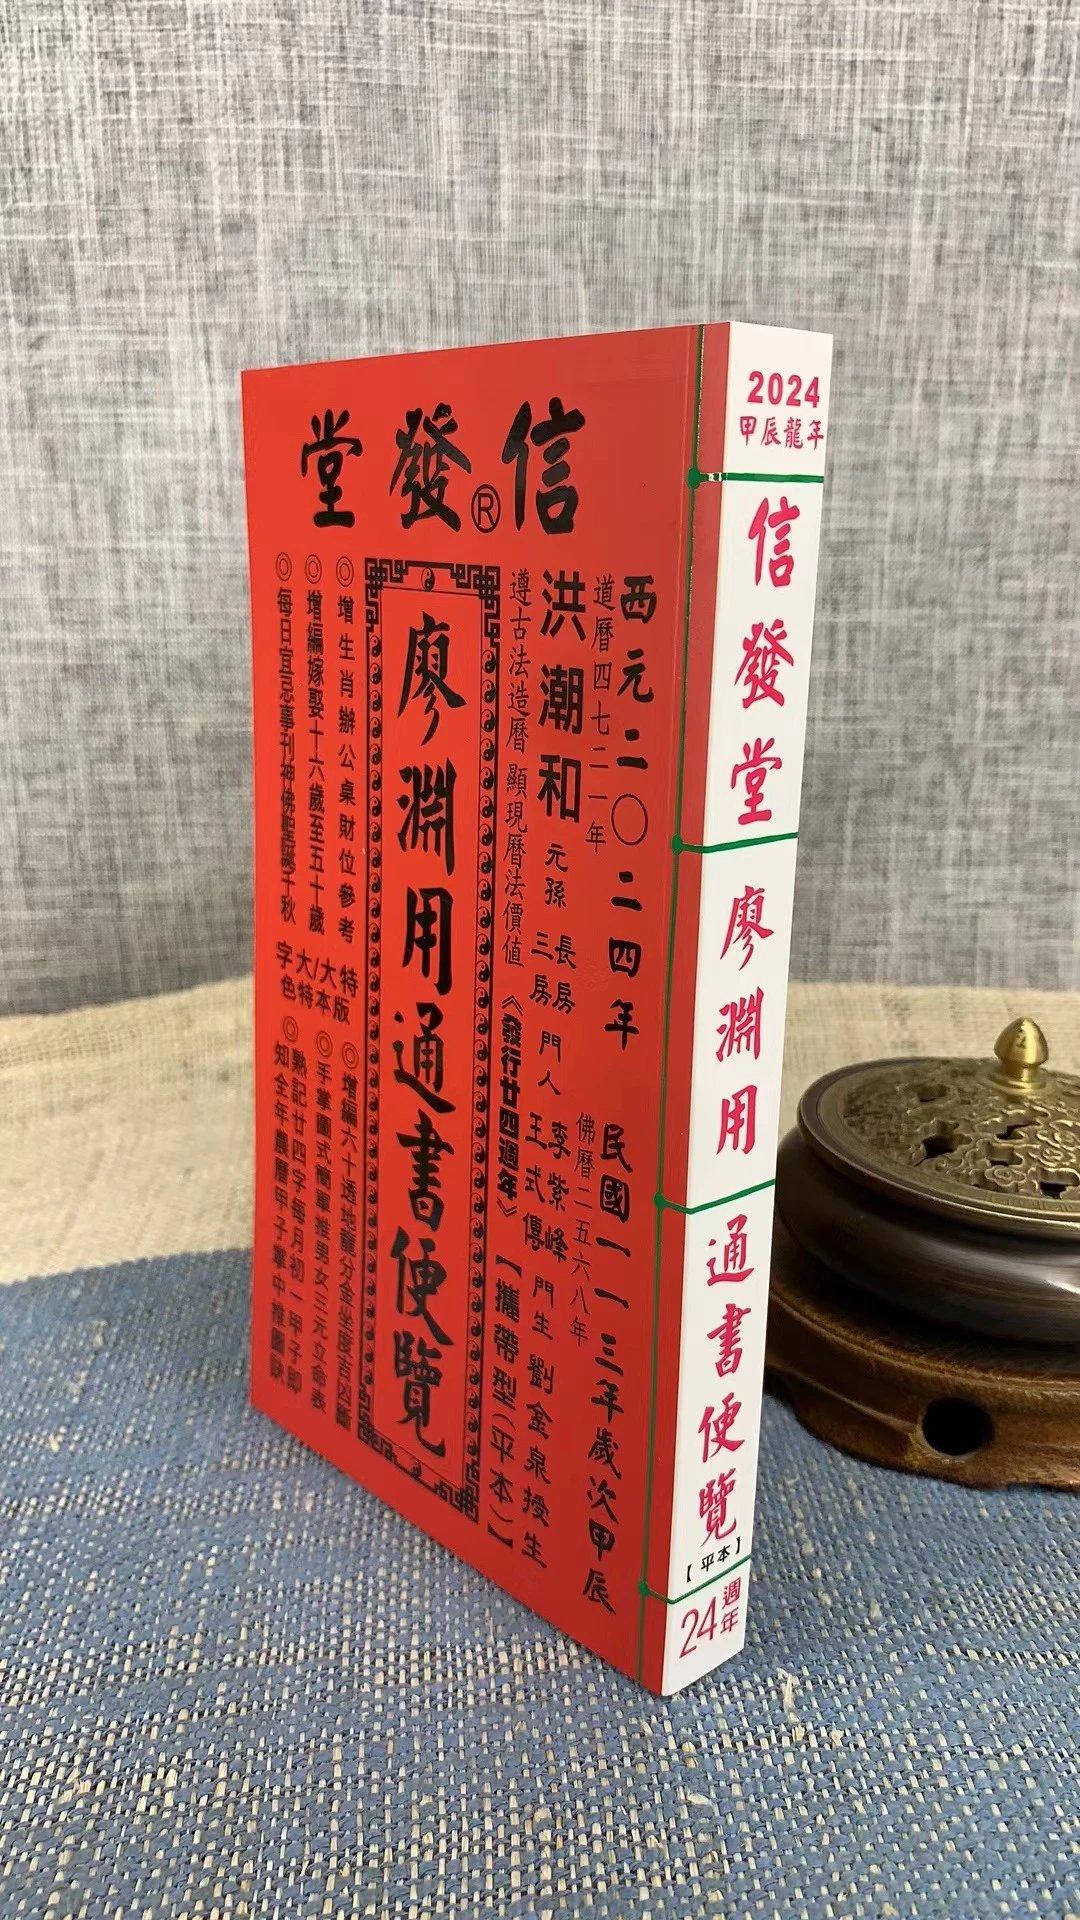 信發堂
®
西元二〇二四年 民國一一三年歲次甲辰
道曆四七二一年 佛曆二五六八年
洪潮和元孫 長房 三房 門人 李紫峰 王式傳 門生 劉金泉授生
遵古法造曆 顯現曆法價值 《發行廿四週年》【攜帶型(平本)】
廖淵用通書便覽
◎增生肖辦公桌財位參考
◎增編嫁娶十六歲至五十歲
◎每日宜忌事刊神佛聖誕千秋
特大/大字
版本特色
◎增編六十透地龍分金坐度吉凶斷
◎手掌圖式簡單推男女三元立命表
◎熟記廿四字每月初一甲子即
知全年農曆甲子掌中推圖訣
2024
甲辰龍年
信發堂
廖淵用
通書便覽
【平本】
24週年